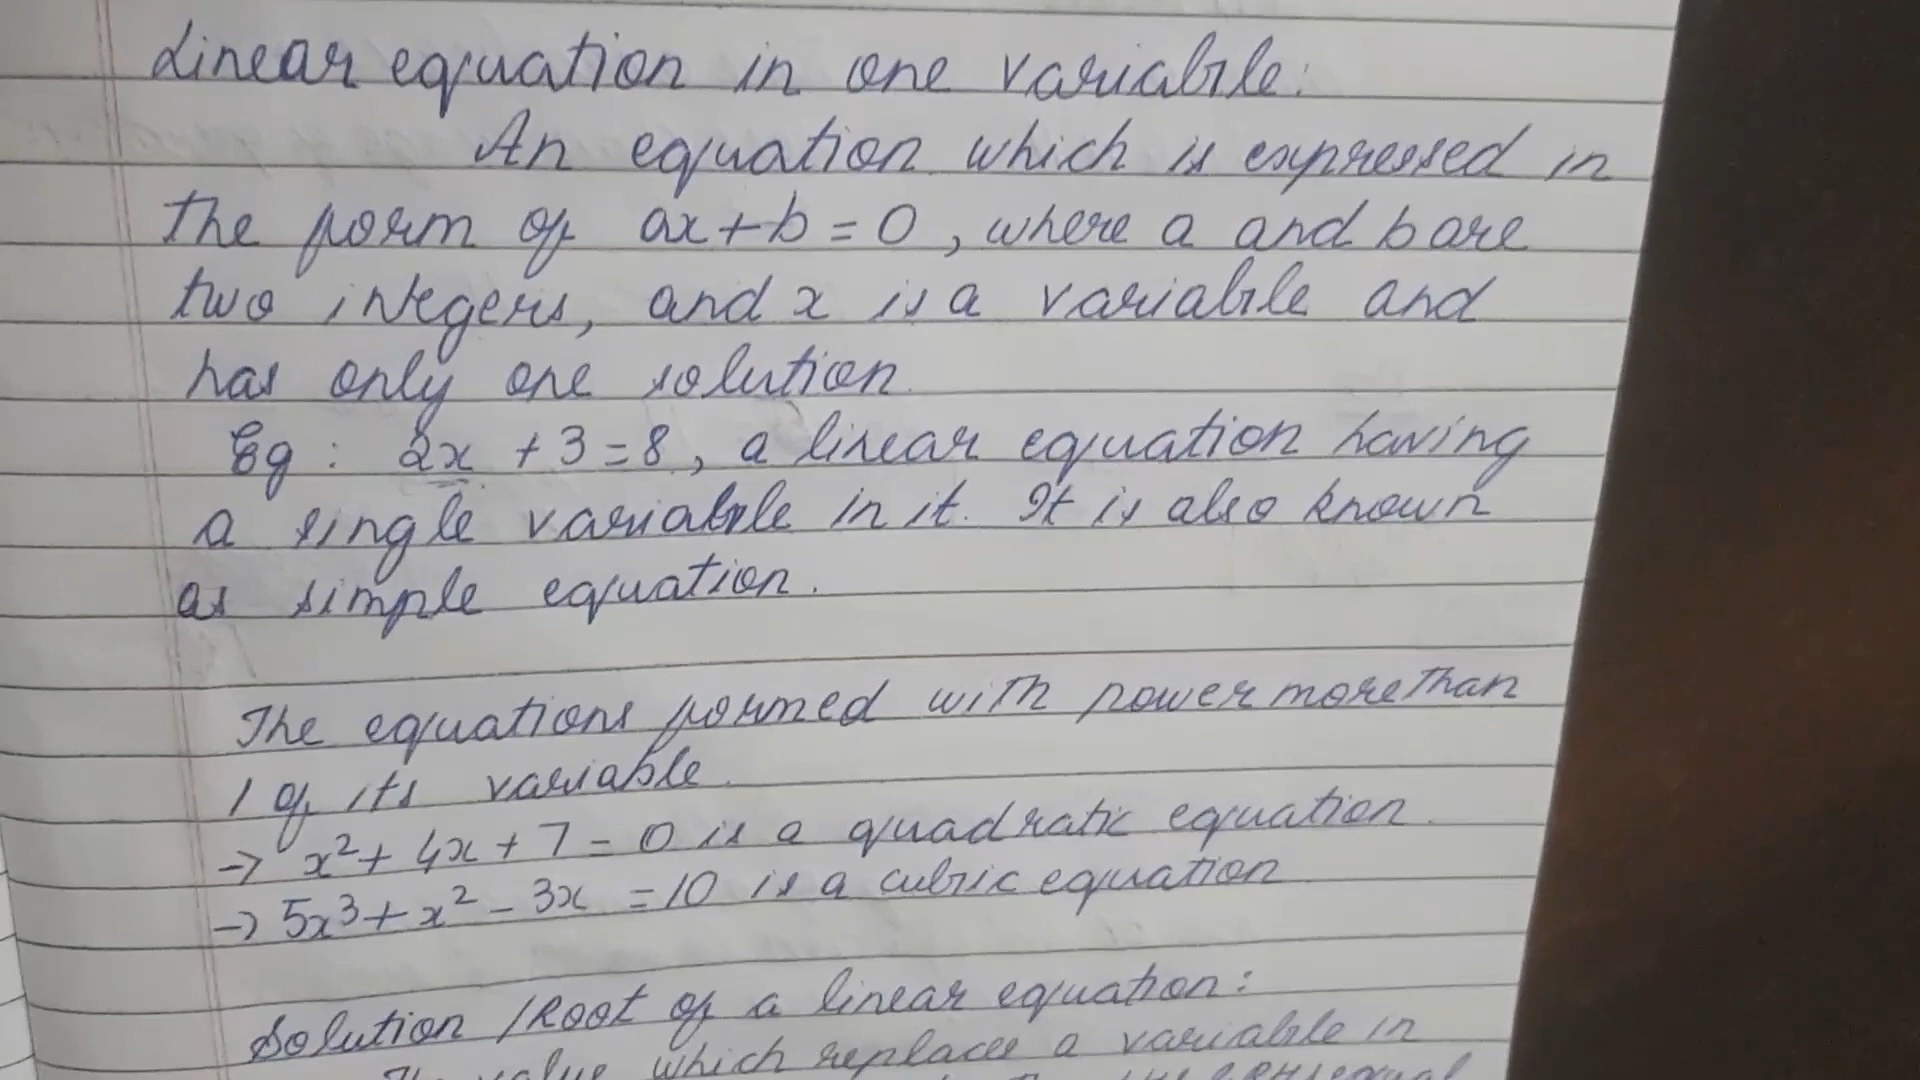 Linear equation in one variable:
An equation which is expressed in
the form of ax+b=0, where a and b are
two integers, and x is a variable and
has only one solution.
Eg: 2x + 3 = 8, a linear equation having
a single variable in it. It is also known
as simple equation.
The equations formed with power more than
1 of its variable.
→ x²+ 4x + 7 = 0 is a quadratic equation.
→ 5x³+ x² - 3x = 10 is a cubic equation
Solution /Root of a linear equation:
The value which replaces a variable in